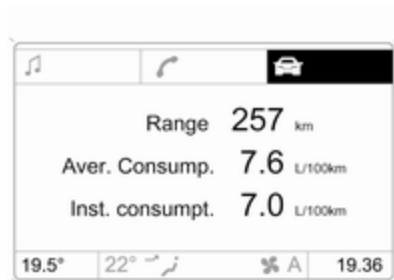 Range 257 km
Aver. Consump. 7.6 L/100km
Inst. consumpt. 7.0 L/100km
19.5° 22° A 19.36